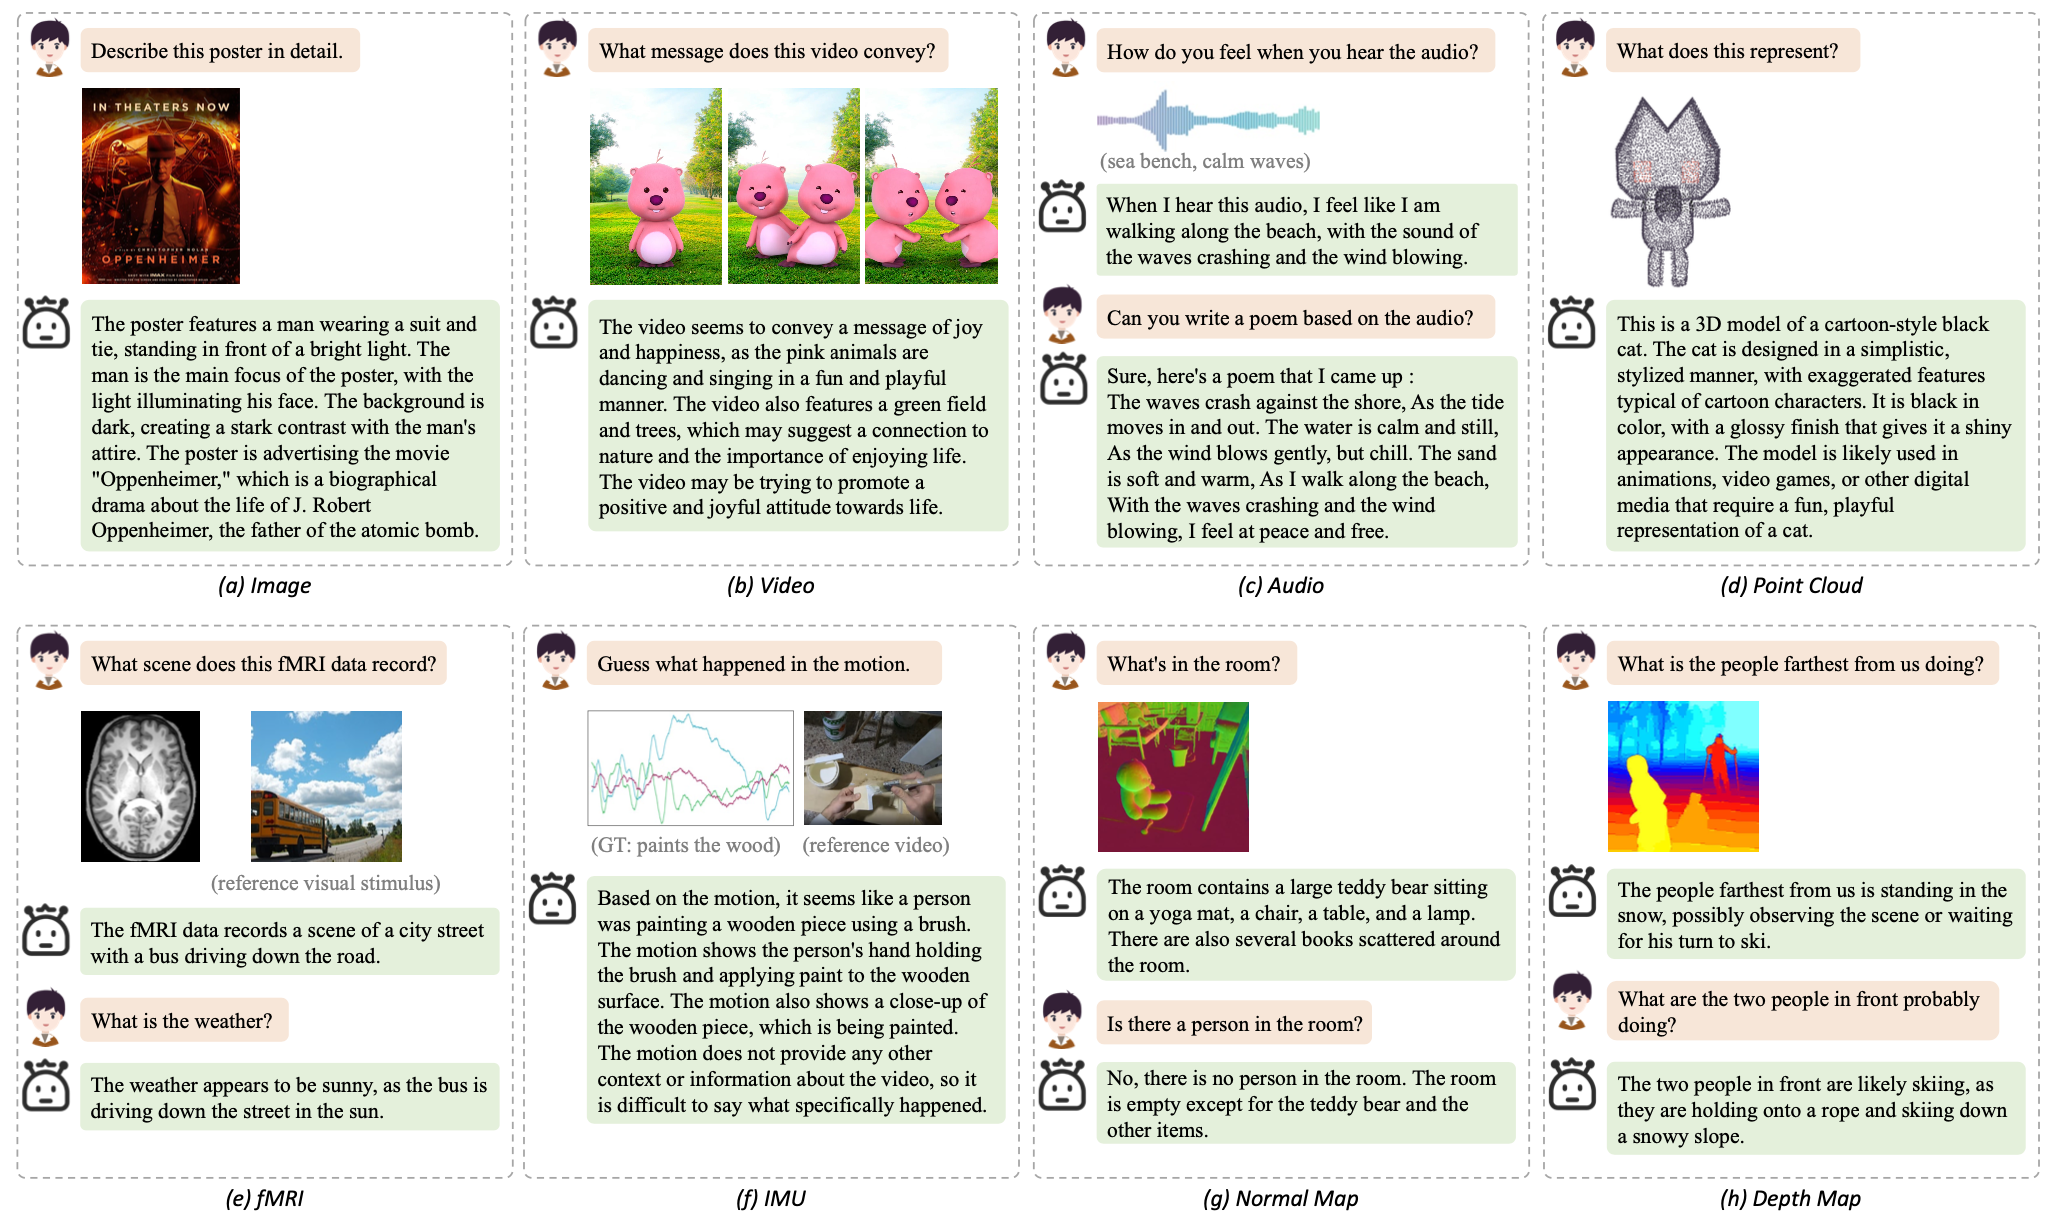 Describe this poster in detail.
IN THEATERS NOW
A FILM BY CHRISTOPHER NOLAN
OPPENHEIMER
The poster features a man wearing a suit and
tie, standing in front of a bright light. The
man is the main focus of the poster, with the
light illuminating his face. The background is
dark, creating a stark contrast with the man's
attire. The poster is advertising the movie
"Oppenheimer," which is a biographical
drama about the life of J. Robert
Oppenheimer, the father of the atomic bomb.
(a) Image
What message does this video convey?
The video seems to convey a message of joy
and happiness, as the pink animals are
dancing and singing in a fun and playful
manner. The video also features a green field
and trees, which may suggest a connection to
nature and the importance of enjoying life.
The video may be trying to promote a
positive and joyful attitude towards life.
(b) Video
How do you feel when you hear the audio?
(sea bench, calm waves)
When I hear this audio, I feel like I am
walking along the beach, with the sound of
the waves crashing and the wind blowing.
Can you write a poem based on the audio?
Sure, here's a poem that I came up :
The waves crash against the shore, As the tide
moves in and out. The water is calm and still,
As the wind blows gently, but chill. The sand
is soft and warm, As I walk along the beach,
With the waves crashing and the wind
blowing, I feel at peace and free.
(c) Audio
What does this represent?
This is a 3D model of a cartoon-style black
cat. The cat is designed in a simplistic,
stylized manner, with exaggerated features
typical of cartoon characters. It is black in
color, with a glossy finish that gives it a shiny
appearance. The model is likely used in
animations, video games, or other digital
media that require a fun, playful
representation of a cat.
(d) Point Cloud
What scene does this fMRI data record?
(reference visual stimulus)
The fMRI data records a scene of a city street
with a bus driving down the road.
What is the weather?
The weather appears to be sunny, as the bus is
driving down the street in the sun.
(e) fMRI
Guess what happened in the motion.
(GT: paints the wood)
(reference video)
Based on the motion, it seems like a person
was painting a wooden piece using a brush.
The motion shows the person's hand holding
the brush and applying paint to the wooden
surface. The motion also shows a close-up of
the wooden piece, which is being painted.
The motion does not provide any other
context or information about the video, so it
is difficult to say what specifically happened.
(f) IMU
What's in the room?
The room contains a large teddy bear sitting
on a yoga mat, a chair, a table, and a lamp.
There are also several books scattered around
the room.
Is there a person in the room?
No, there is no person in the room. The room
is empty except for the teddy bear and the
other items.
(g) Normal Map
What is the people farthest from us doing?
The people farthest from us is standing in the
snow, possibly observing the scene or waiting
for his turn to ski.
What are the two people in front probably
doing?
The two people in front are likely skiing, as
they are holding onto a rope and skiing down
a snowy slope.
(h) Depth Map